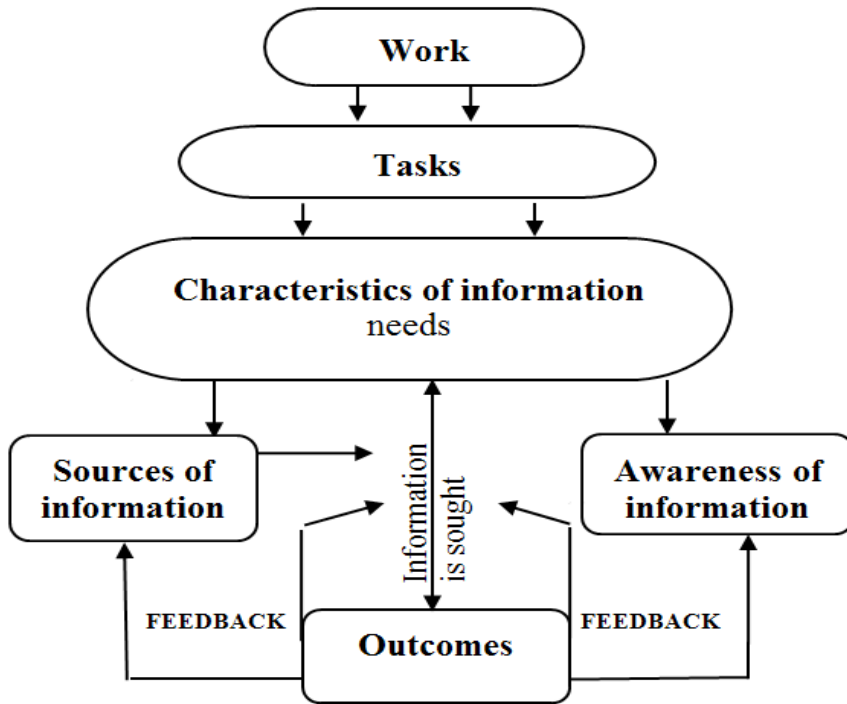 Work
Tasks
Characteristics of information
needs
Sources of
information
Information
is sought
Awareness of
information
FEEDBACK
Outcomes
FEEDBACK